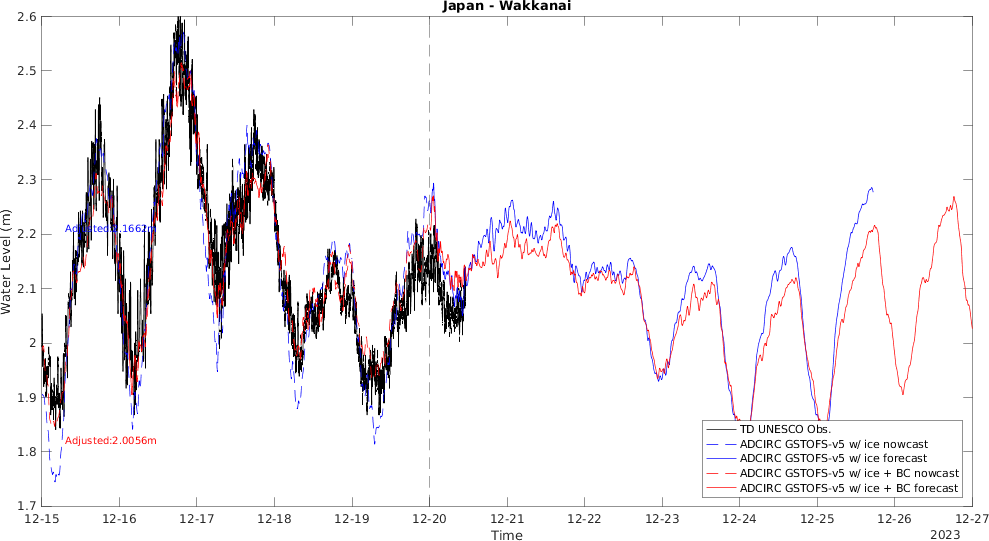 Japan - Wakkanai
Water Level (m)
2.6
2.5
2.4
2.3
2.2
2.1
2
1.9
1.8
1.7
Adjusted:2.0056m
TD UNESCO Obs.
ADCIRC GSTOFS-v5 w/ ice nowcast
ADCIRC GSTOFS-v5 w/ ice forecast
ADCIRC GSTOFS-v5 w/ ice + BC nowcast
ADCIRC GSTOFS-v5 w/ ice + BC forecast
12-15 12-16 12-17 12-18 12-19 12-20 12-21 12-22 12-23 12-24 12-25 12-26 12-27
Time
2023